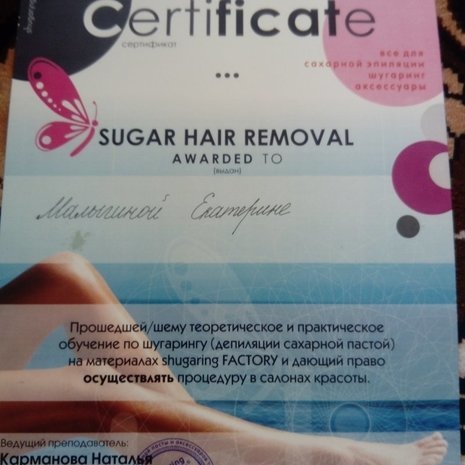 Certificate
сертификат
все для
сахарной эпиляции
шугаринг
аксессуары
SUGAR HAIR REMOVAL
AWARDED TO
(выдан)
Малыгиной Екатерине
Прошедшей/шему теоретическое и практическое
обучение по шугарингу (депиляции сахарной пастой)
на материалах shugaring FACTORY и дающий право
осуществлять процедуру в салонах красоты.
Ведущий преподаватель:
Карманова Наталья